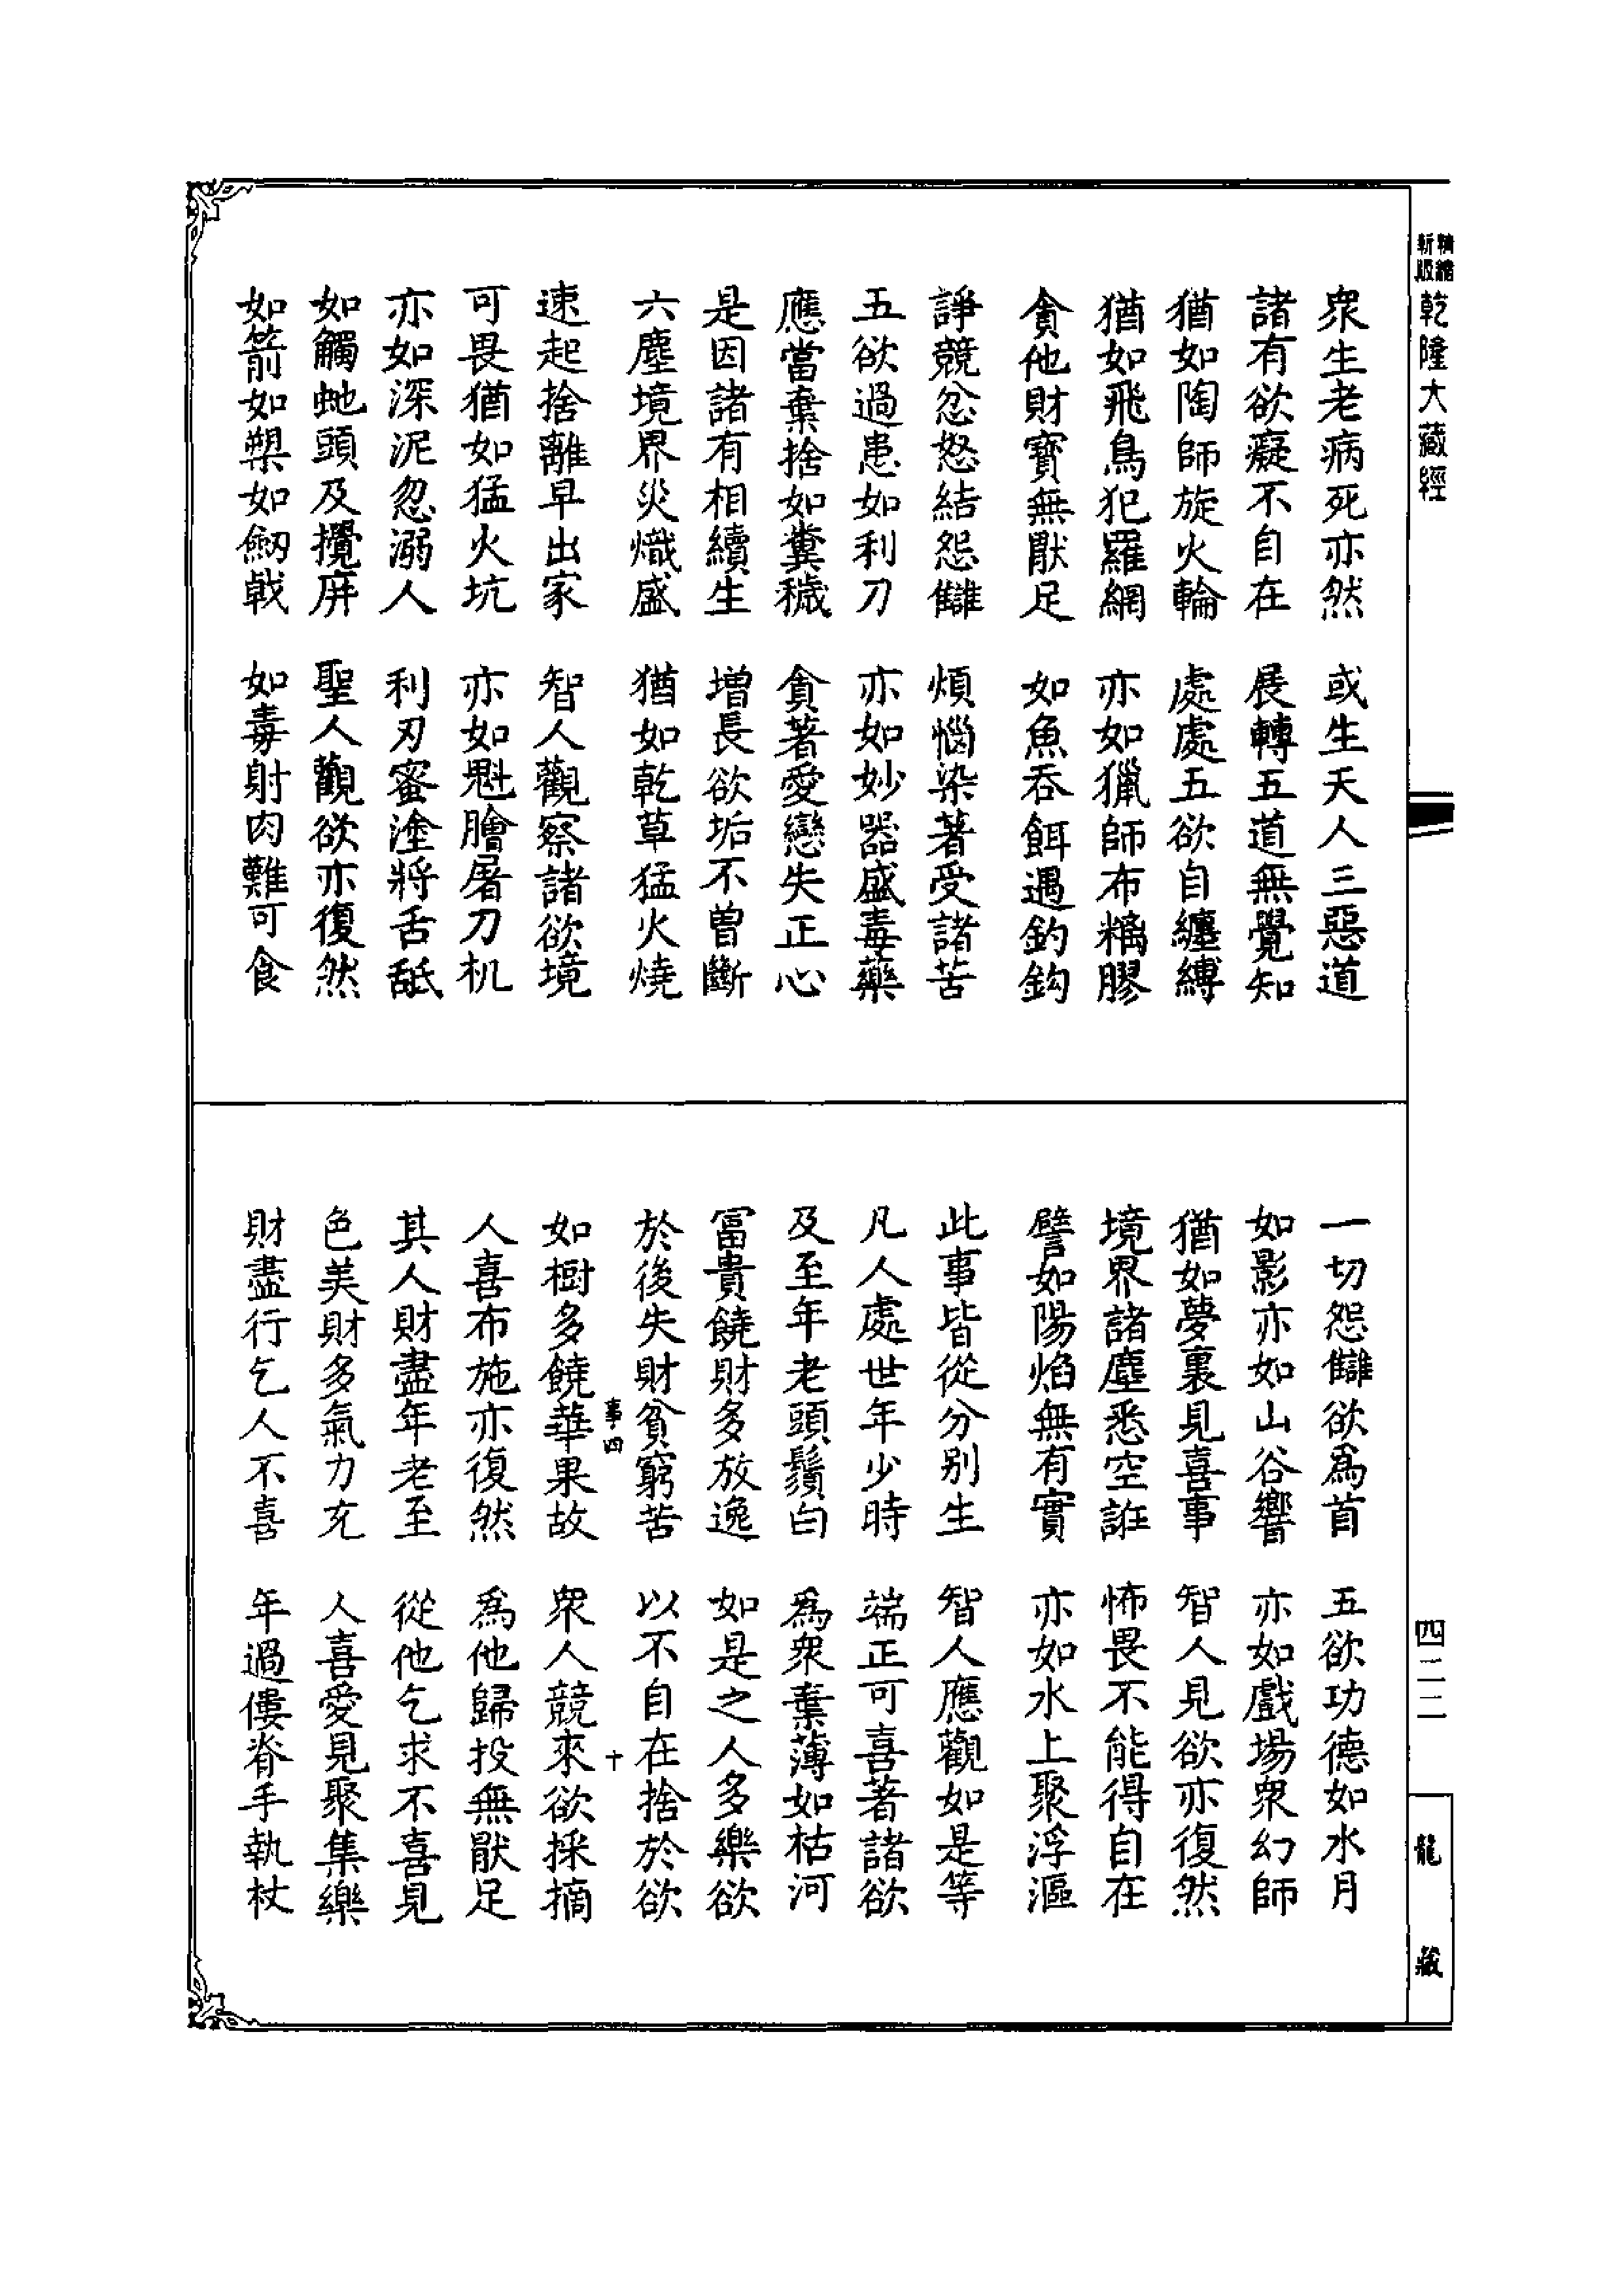 精縮新版 乾隆大藏經
衆生老病死亦然 或生天人三惡道
諸有欲癡不自在 展轉五道無覺知
猶如陶師旋火輪 處處五欲自纏縛
猶如飛鳥犯羅網 亦如獵師布黐膠
貪他財寳無猒足 如魚吞餌遇釣鈎
諍競忿怒結怨讎 煩惱染著受諸苦
五欲過患如利刀 亦如妙器盛毒藥
應當棄捨如糞穢 貪著愛戀失正心
是因諸有相續生 增長欲垢不曾斷
六塵境界災熾盛 猶如乾草猛火燒
速起捨離早出家 智人觀察諸欲境
可畏猶如猛火坑 亦如魁膾屠刀机
亦如深泥忽溺人 利刃蜜塗將舌舐
如觸虵頭及攪屏 聖人觀欲亦復然
如箭如槊如劒戟 如毒射肉難可食
一切怨讎欲爲首 五欲功德如水月
如影亦如山谷響 亦如戲場衆幻師
猶如夢裏見喜事 智人見欲亦復然
境界諸塵悉空誑 怖畏不能得自在
譬如陽焰無有實 亦如水上聚浮漚
此事皆從分別生 智人應觀如是等
凡人處世年少時 端正可喜著諸欲
及至年老頭鬚白 爲衆棄薄如枯河
富貴饒財多放逸 如是之人多樂欲
於後失財貧窮苦 以不自在捨於欲
事四 十
如樹多饒華果故 衆人競來欲採摘
人喜布施亦復然 爲他歸投無猒足
其人財盡年老至 從他乞求不喜見
色美財多氣力充 人喜愛見聚集樂
財盡行乞人不喜 年過僂脊手執杖
四二二
龍藏